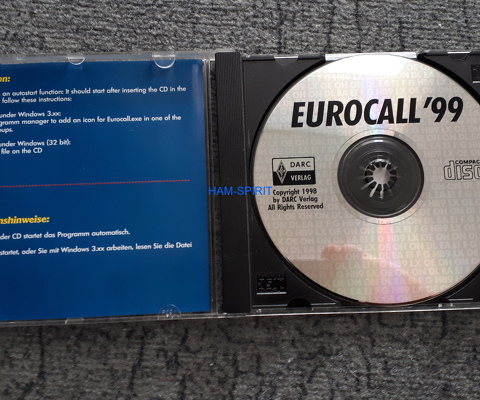 on:
an autostart function: It should start after inserting the CD in the
follow these instructions:
under Windows 3.xx:
gramm manager to add an icon for Eurocall.exe in one of the
oups.
under Windows (32 bit):
file on the CD
nshinweise:
der CD startet das Programm automatisch.
startet, oder Sie mit Windows 3.xx arbeiten, lesen Sie die Datei
HAM-SPIRIT
EUROCALL '99
DARC
VERLAG
Copyright 1998
by DARC Verlag
All Rights Reserved
COMPAC
disc